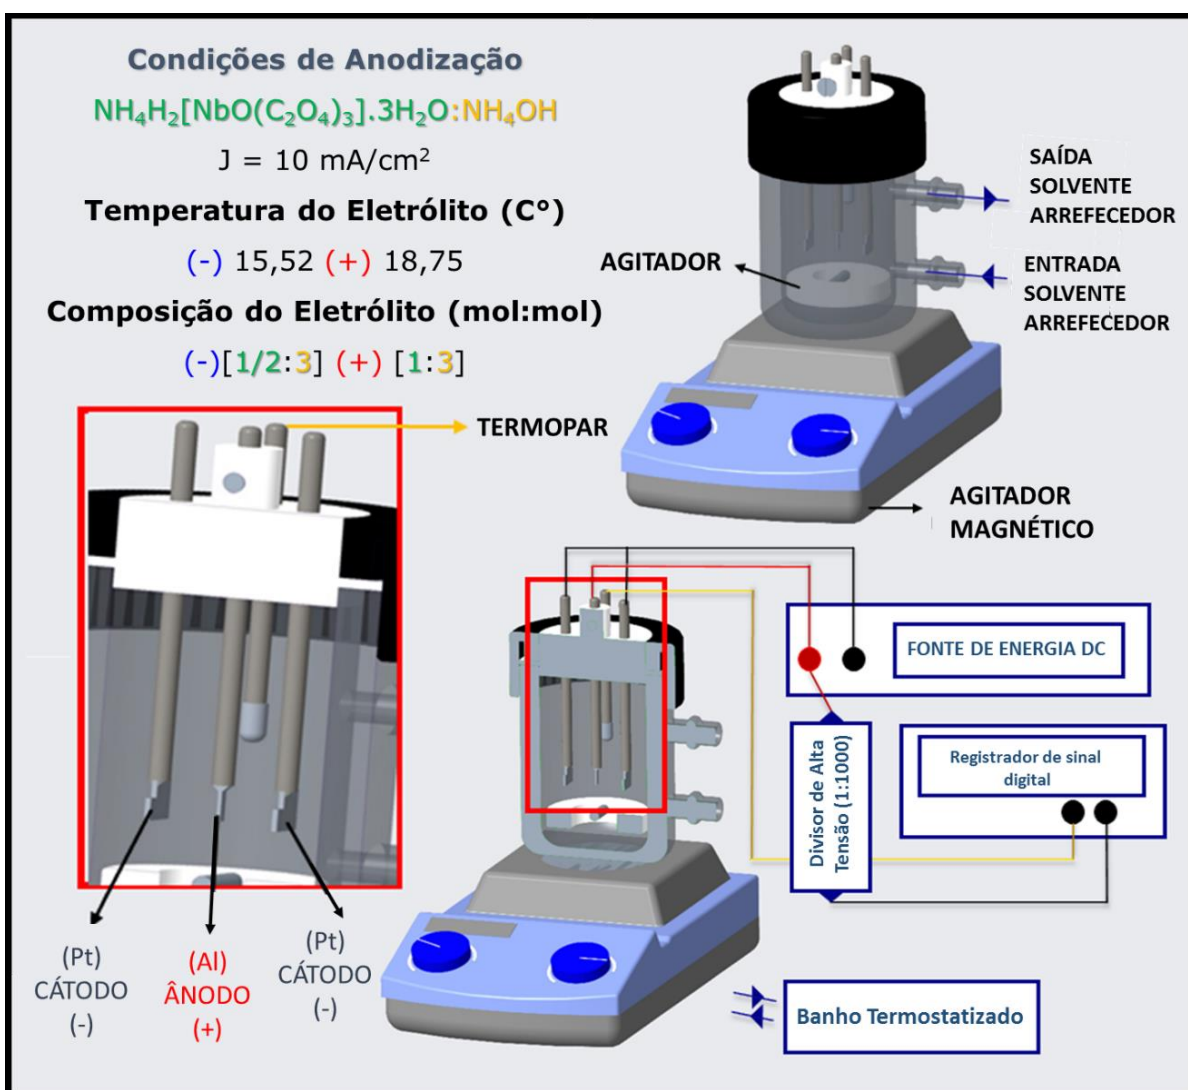 Condições de Anodização
NH₄H₂[NbO(C₂O₄)₃].3H₂O:NH₄OH
J = 10 mA/cm²
Temperatura do Eletrólito (C°)
(-) 15,52 (+) 18,75
Composição do Eletrólito (mol:mol)
(-)[1/2:3] (+) [1:3]
SAÍDA
SOLVENTE
ARREFECEDOR
AGITADOR
ENTRADA
SOLVENTE
ARREFECEDOR
TERMOPAR
AGITADOR
MAGNÉTICO
FONTE DE ENERGIA DC
Divisor de Alta
Tensão (1:1000)
Registrador de sinal
digital
(Pt)
CÁTODO
(-)
(Al)
ÂNODO
(+)
(Pt)
CÁTODO
(-)
Banho Termostatizado